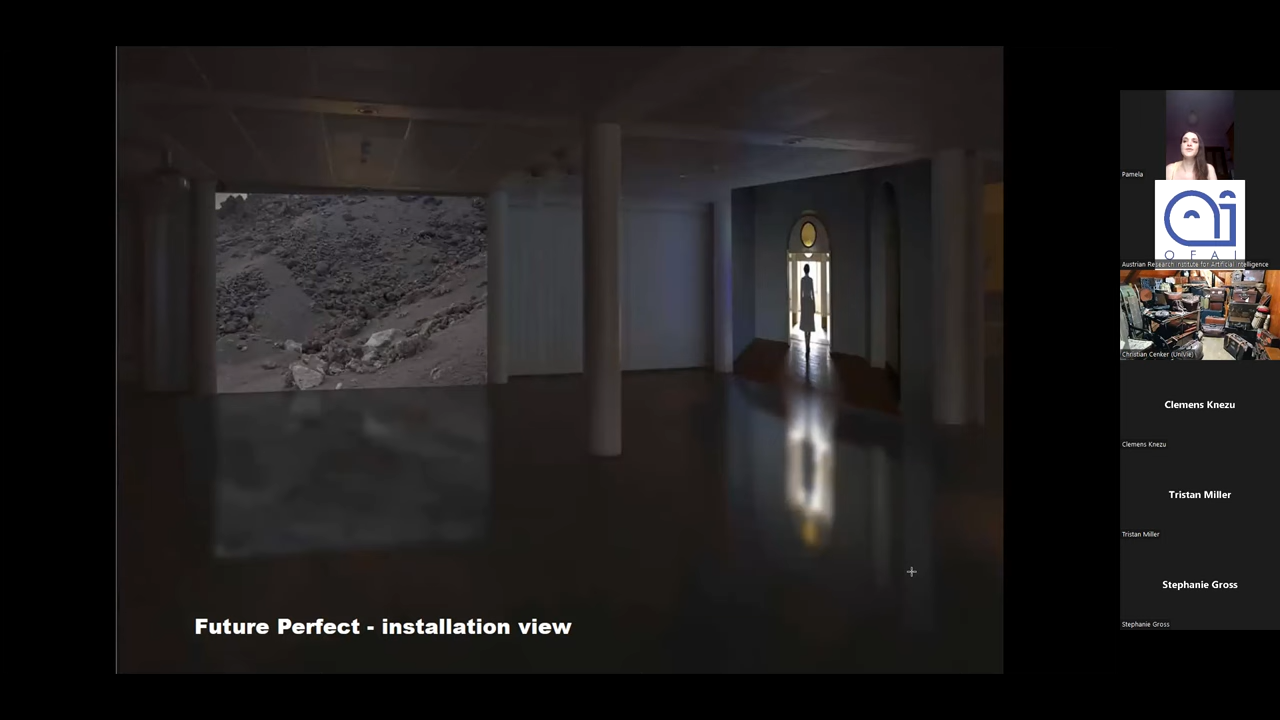 Future Perfect - installation view
Pamela
OFAI
Austrian Research Institute for Artificial Intelligence
Christian Cenker (UniVie)
Clemens Knezu
Clemens Knezu
Tristan Miller
Tristan Miller
Stephanie Gross
Stephanie Gross